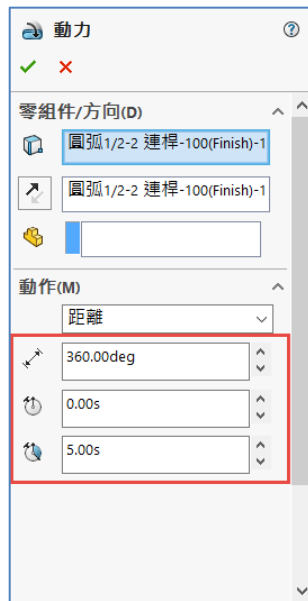 動力
零組件/方向(D)
圓弧1/2-2 連桿-100(Finish)-1
圓弧1/2-2 連桿-100(Finish)-1
動作(M)
距離
360.00deg
0.00s
5.00s